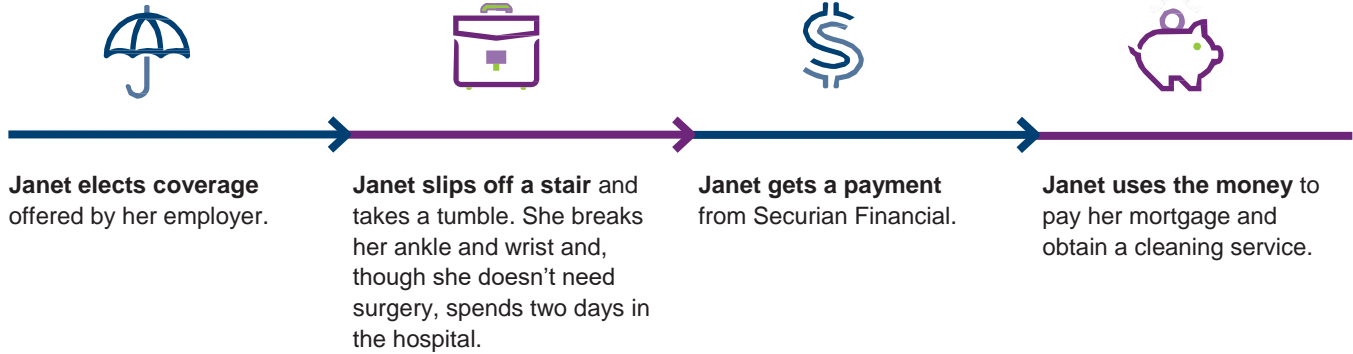 Janet elects coverage
offered by her employer.
Janet slips off a stair and
takes a tumble. She breaks
her ankle and wrist and,
though she doesn’t need
surgery, spends two days in
the hospital.
Janet gets a payment
from Securian Financial.
Janet uses the money to
pay her mortgage and
obtain a cleaning service.